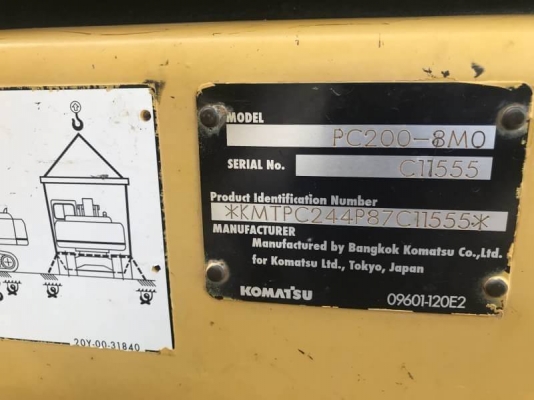 MODEL
PC200-8M0
SERIAL No.
C11555
Product Identification Number
*KMTPC244P87C11555*
MANUFACTURER
Manufactured by Bangkok Komatsu Co.,Ltd.
for Komatsu Ltd., Tokyo, Japan
KOMATSU
09601-120E2
20Y-00-31840